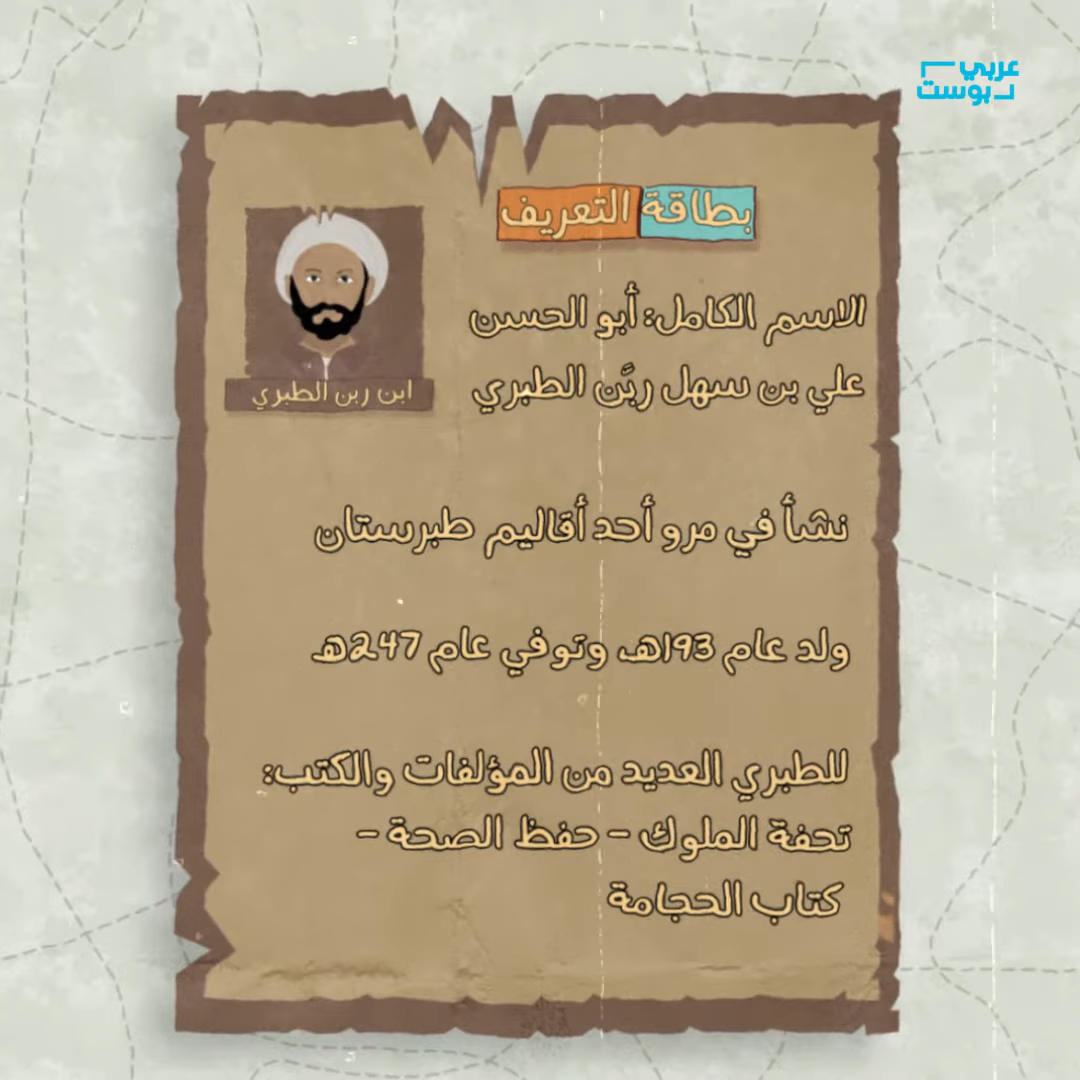 عربي
بوست
بطاقة التعريف
الاسم الكامل: أبو الحسن
علي بن سهل ربَّن الطبري
ابن ربن الطبري
نشأ في مرو أحد أقاليم طبرستان
ولد عام 193هـ، وتوفي عام 247هـ
للطبري العديد من المؤلفات والكتب:
تحفة الملوك - حفظ الصحة -
كتاب الحجامة